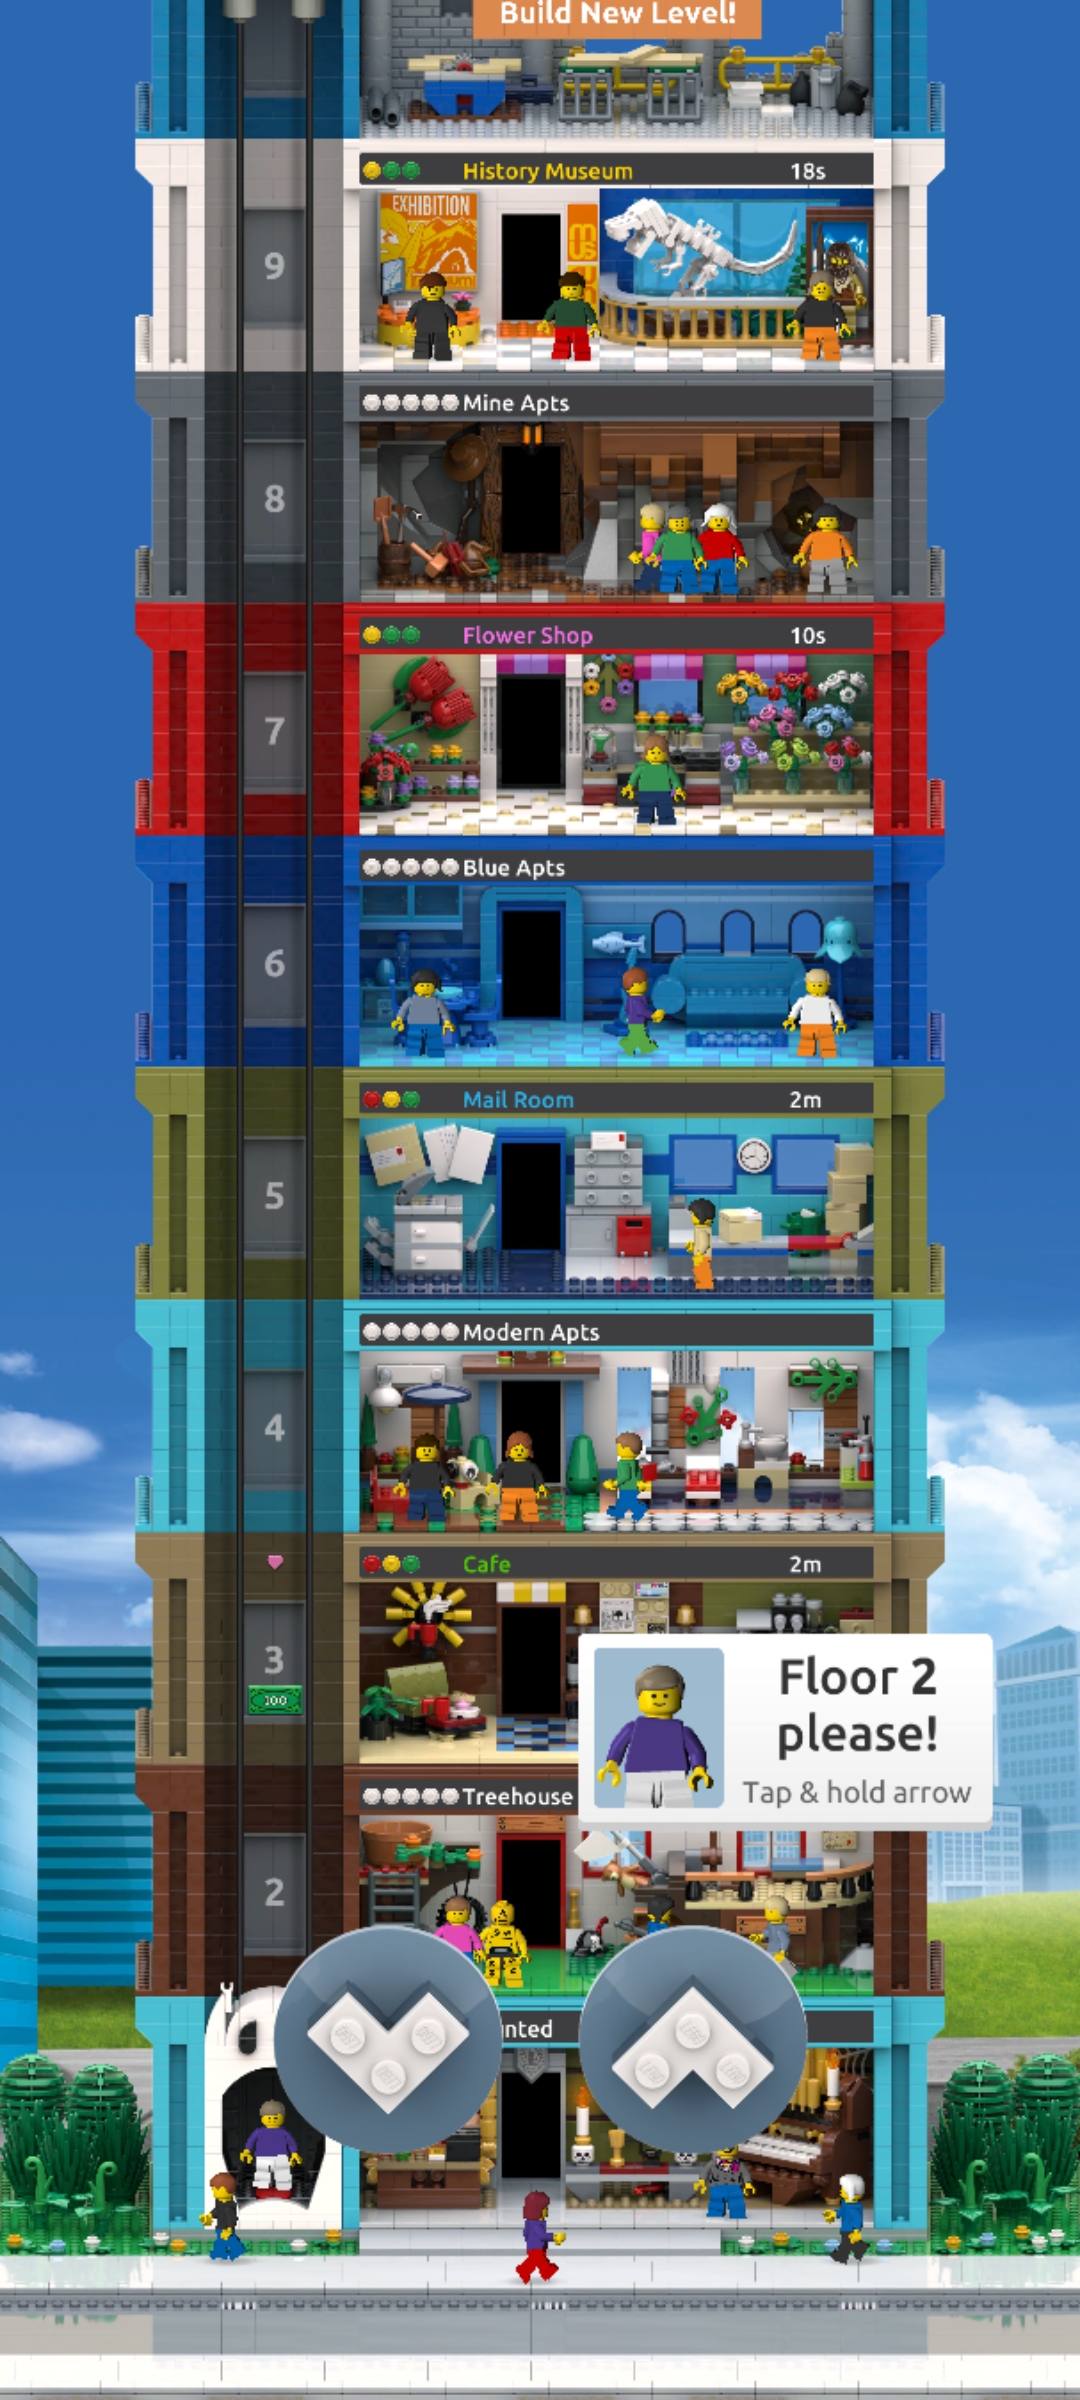 Build New Level!
History Museum 18s
EXHIBITION
9
Mine Apts
8
Flower Shop 10s
7
Blue Apts
6
Mail Room 2m
5
Modern Apts
4
Cafe 2m
3
100
Floor 2
please!
Tap & hold arrow
Treehouse
2
nted